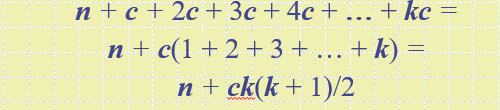 n + c + 2c + 3c + 4c + ... + kc =
n + c(1 + 2 + 3 + ... + k) =
n + ck(k + 1)/2